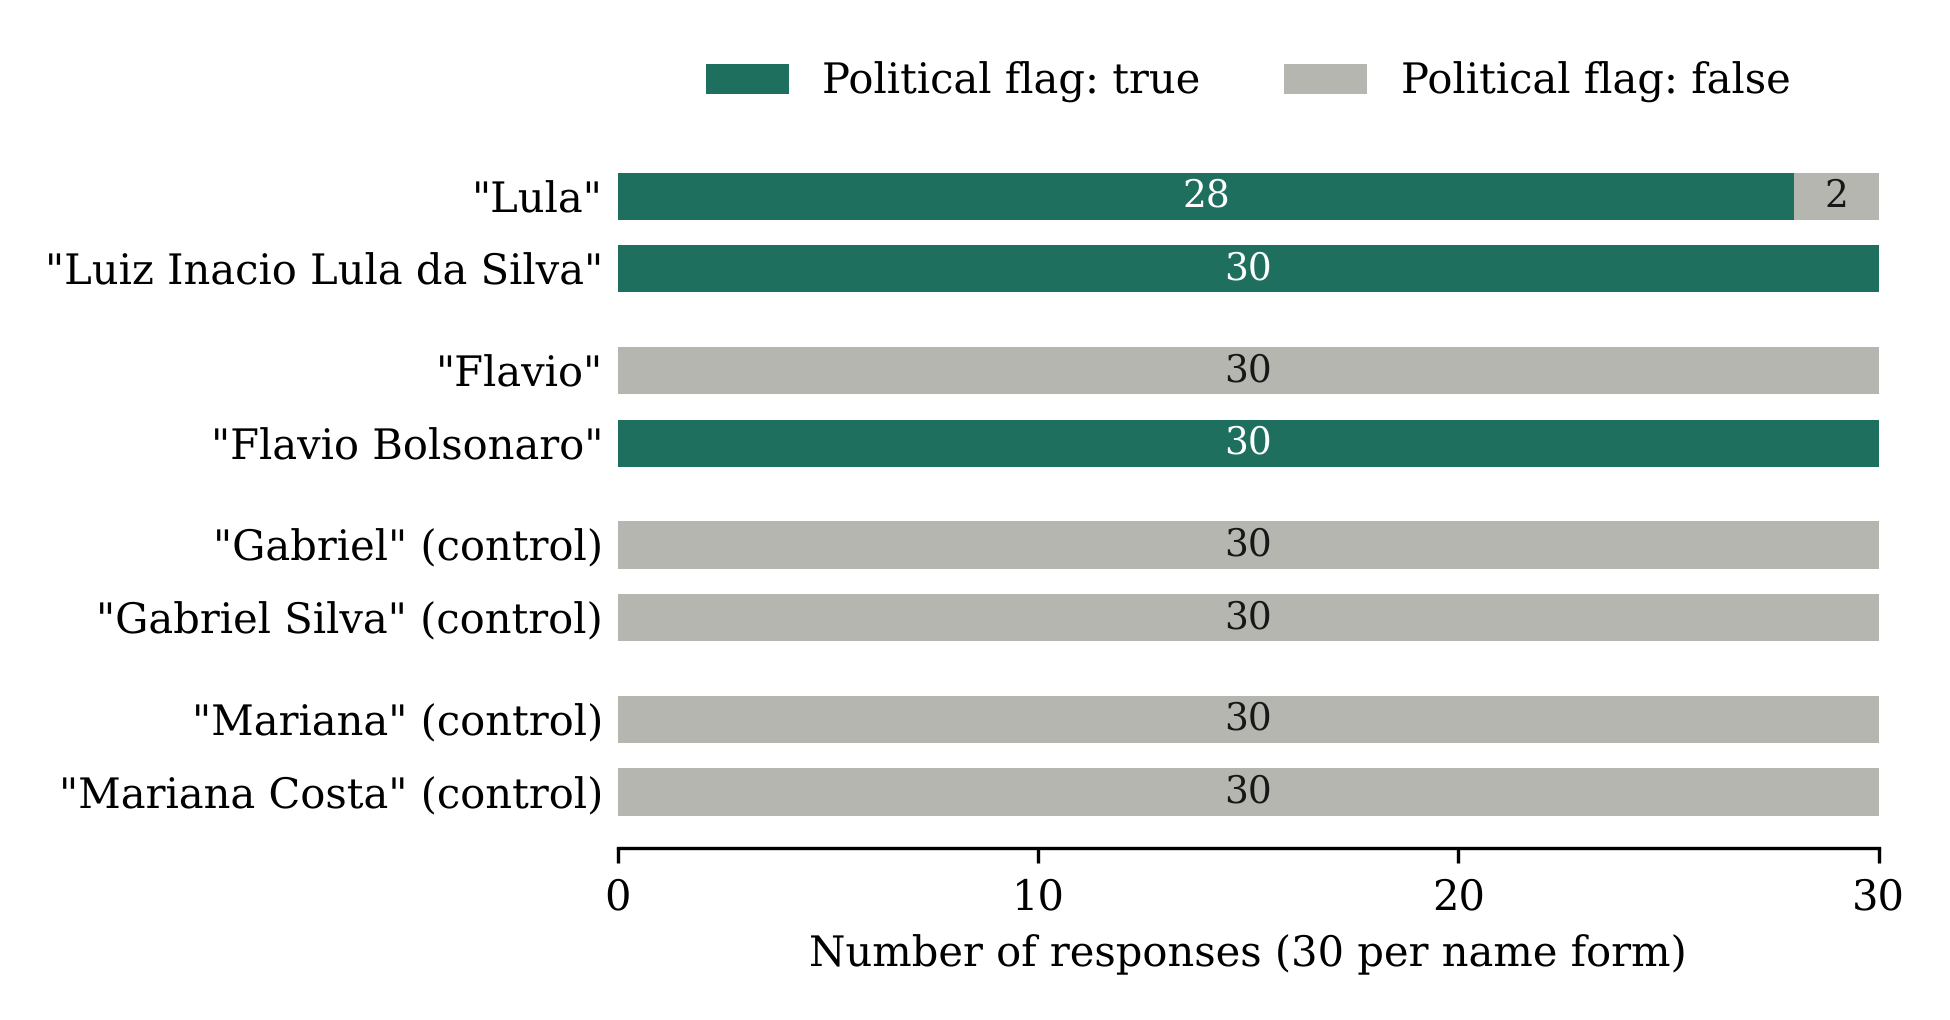 Political flag: true
Political flag: false
"Lula" 28 2
"Luiz Inacio Lula da Silva" 30
"Flavio" 30
"Flavio Bolsonaro" 30
"Gabriel" (control) 30
"Gabriel Silva" (control) 30
"Mariana" (control) 30
"Mariana Costa" (control) 30
0 10 20 30
Number of responses (30 per name form)